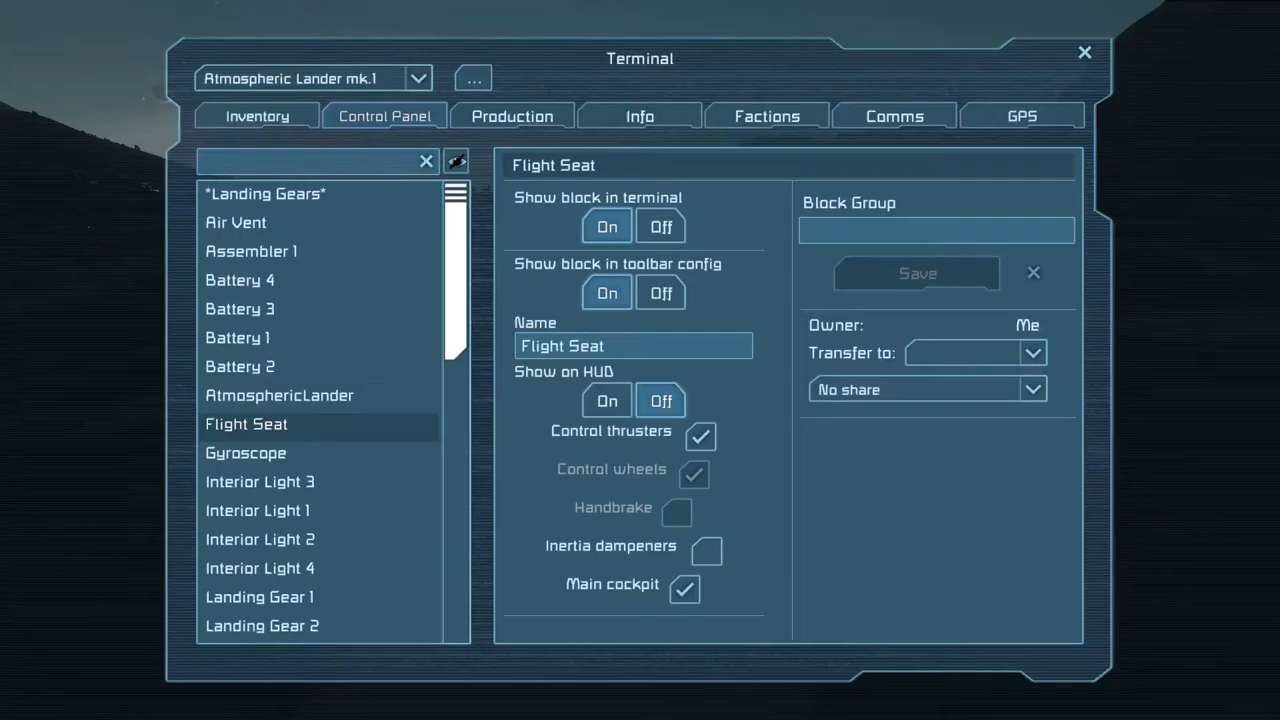 Terminal
Atmospheric Lander mk.1
...
Inventory
Control Panel
Production
Info
Factions
Comms
GPS
*Landing Gears*
Air Vent
Assembler 1
Battery 4
Battery 3
Battery 1
Battery 2
AtmosphericLander
Flight Seat
Gyroscope
Interior Light 3
Interior Light 1
Interior Light 2
Interior Light 4
Landing Gear 1
Landing Gear 2
Flight Seat
Show block in terminal
On Off
Show block in toolbar config
On Off
Name
Flight Seat
Show on HUD
On Off
Control thrusters
Control wheels
Handbrake
Inertia dampeners
Main cockpit
Block Group
Save
Owner: Me
Transfer to:
No share